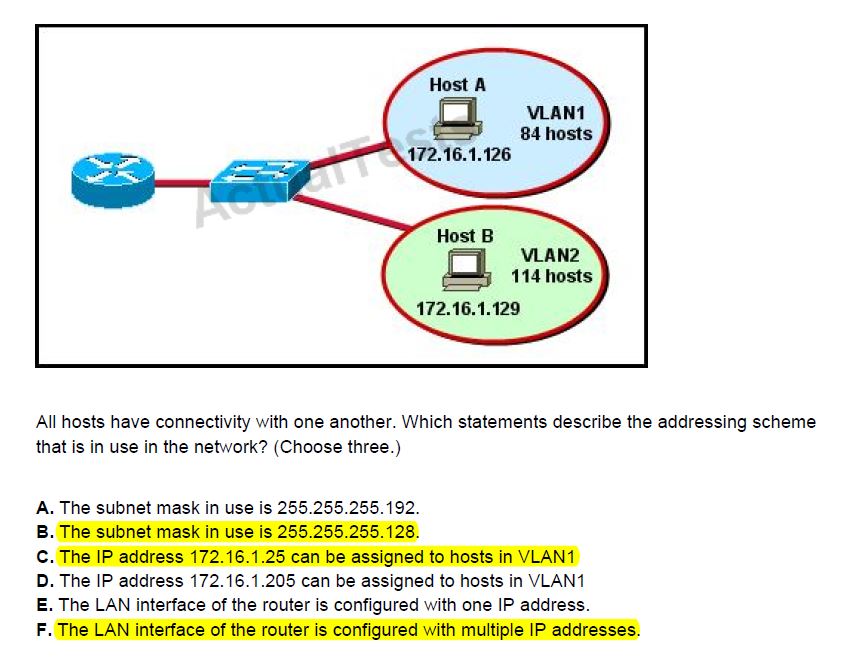 Host A
VLAN1
84 hosts
172.16.1.126
ActualTests
Host B
VLAN2
114 hosts
172.16.1.129
All hosts have connectivity with one another. Which statements describe the addressing scheme
that is in use in the network? (Choose three.)
A. The subnet mask in use is 255.255.255.192.
B. The subnet mask in use is 255.255.255.128.
C. The IP address 172.16.1.25 can be assigned to hosts in VLAN1
D. The IP address 172.16.1.205 can be assigned to hosts in VLAN1
E. The LAN interface of the router is configured with one IP address.
F. The LAN interface of the router is configured with multiple IP addresses.